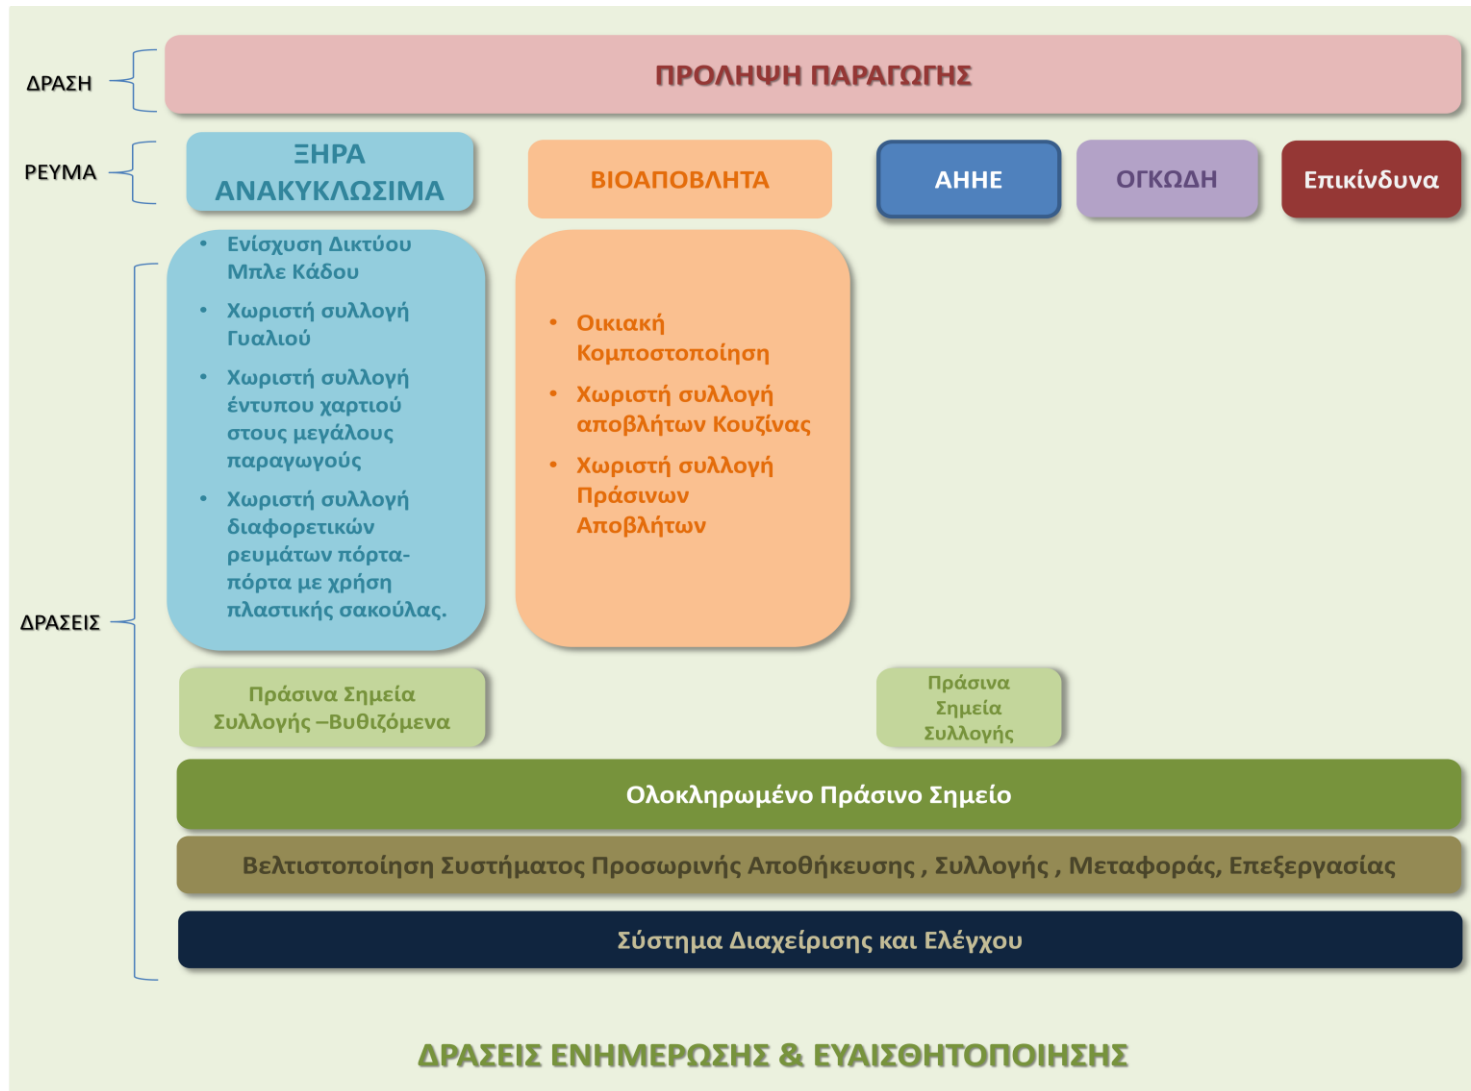 ΔΡΑΣΗ
ΠΡΟΛΗΨΗ ΠΑΡΑΓΩΓΗΣ
ΡΕΥΜΑ
ΞΗΡΑ
ΑΝΑΚΥΚΛΩΣΙΜΑ
ΒΙΟΑΠΟΒΛΗΤΑ
ΑΗΗΕ
ΟΓΚΩΔΗ
Επικίνδυνα
ΔΡΑΣΕΙΣ
• Ενίσχυση Δικτύου
Μπλε Κάδου
• Χωριστή συλλογή
Γυαλιού
• Χωριστή συλλογή
έντυπου χαρτιού
στους μεγάλους
παραγωγούς
• Χωριστή συλλογή
διαφορετικών
ρευμάτων πόρτα-
πόρτα με χρήση
πλαστικής σακούλας.
• Οικιακή
Κομποστοποίηση
• Χωριστή συλλογή
αποβλήτων Κουζίνας
• Χωριστή συλλογή
Πράσινων
Αποβλήτων
Πράσινα Σημεία
Συλλογής –Βυθιζόμενα
Πράσινα
Σημεία
Συλλογής
Ολοκληρωμένο Πράσινο Σημείο
Βελτιστοποίηση Συστήματος Προσωρινής Αποθήκευσης , Συλλογής , Μεταφοράς, Επεξεργασίας
Σύστημα Διαχείρισης και Ελέγχου
ΔΡΑΣΕΙΣ ΕΝΗΜΕΡΩΣΗΣ & ΕΥΑΙΣΘΗΤΟΠΟΙΗΣΗΣ